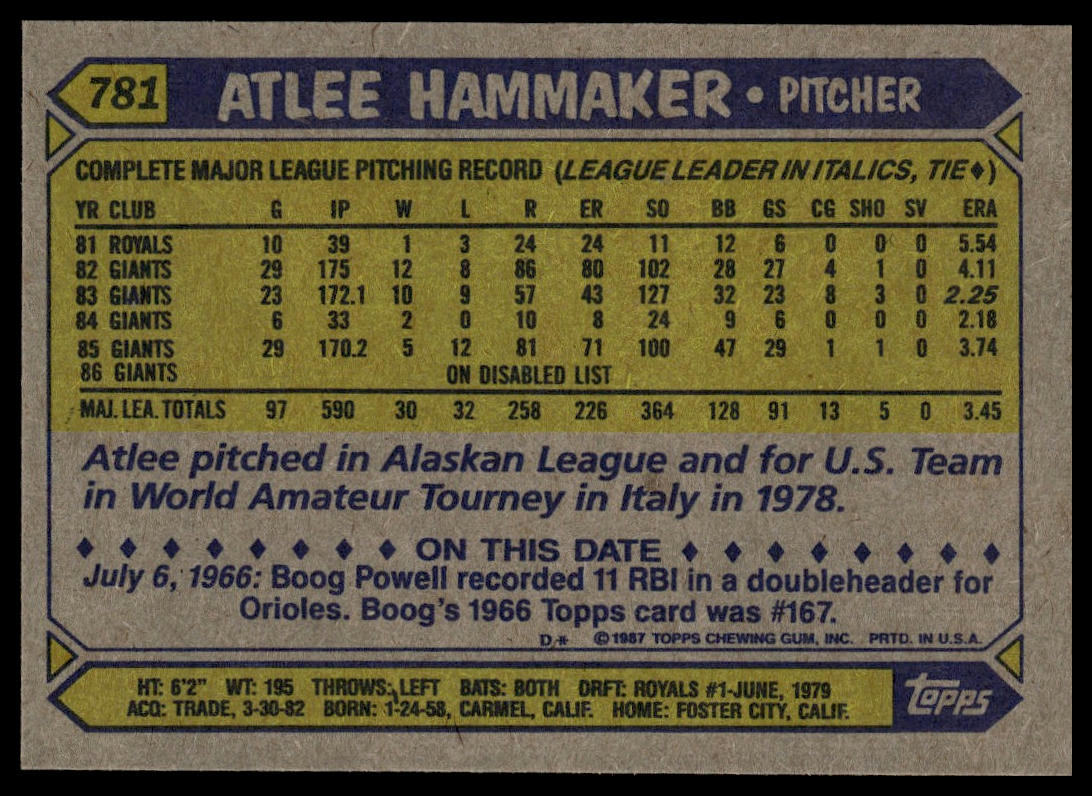 781 ATLEE HAMMAKER • PITCHER
COMPLETE MAJOR LEAGUE PITCHING RECORD (LEAGUE LEADER IN ITALICS, TIE♦)
YR CLUB G IP W L R ER SO BB GS CG SHO SV ERA
81 ROYALS 10 39 1 3 24 24 11 12 6 0 0 0 5.54
82 GIANTS 29 175 12 8 86 80 102 28 27 4 1 0 4.11
83 GIANTS 23 172.1 10 9 57 43 127 32 23 8 3 0 2.25
84 GIANTS 6 33 2 0 10 8 24 9 6 0 0 0 2.18
85 GIANTS 29 170.2 5 12 81 71 100 47 29 1 1 0 3.74
86 GIANTS ON DISABLED LIST
MAJ. LEA. TOTALS 97 590 30 32 258 226 364 128 91 13 5 0 3.45
Atlee pitched in Alaskan League and for U.S. Team
in World Amateur Tourney in Italy in 1978.
♦ ♦ ♦ ♦ ♦ ♦ ♦ ♦ ON THIS DATE ♦ ♦ ♦ ♦ ♦ ♦ ♦ ♦
July 6, 1966: Boog Powell recorded 11 RBI in a doubleheader for
Orioles. Boog's 1966 Topps card was #167.
D* ©1987 TOPPS CHEWING GUM, INC. PRTD. IN U.S.A.
HT: 6'2" WT: 195 THROWS: LEFT BATS: BOTH DRFT: ROYALS #1-JUNE, 1979
ACQ: TRADE, 3-30-82 BORN: 1-24-58, CARMEL, CALIF. HOME: FOSTER CITY, CALIF.
topps